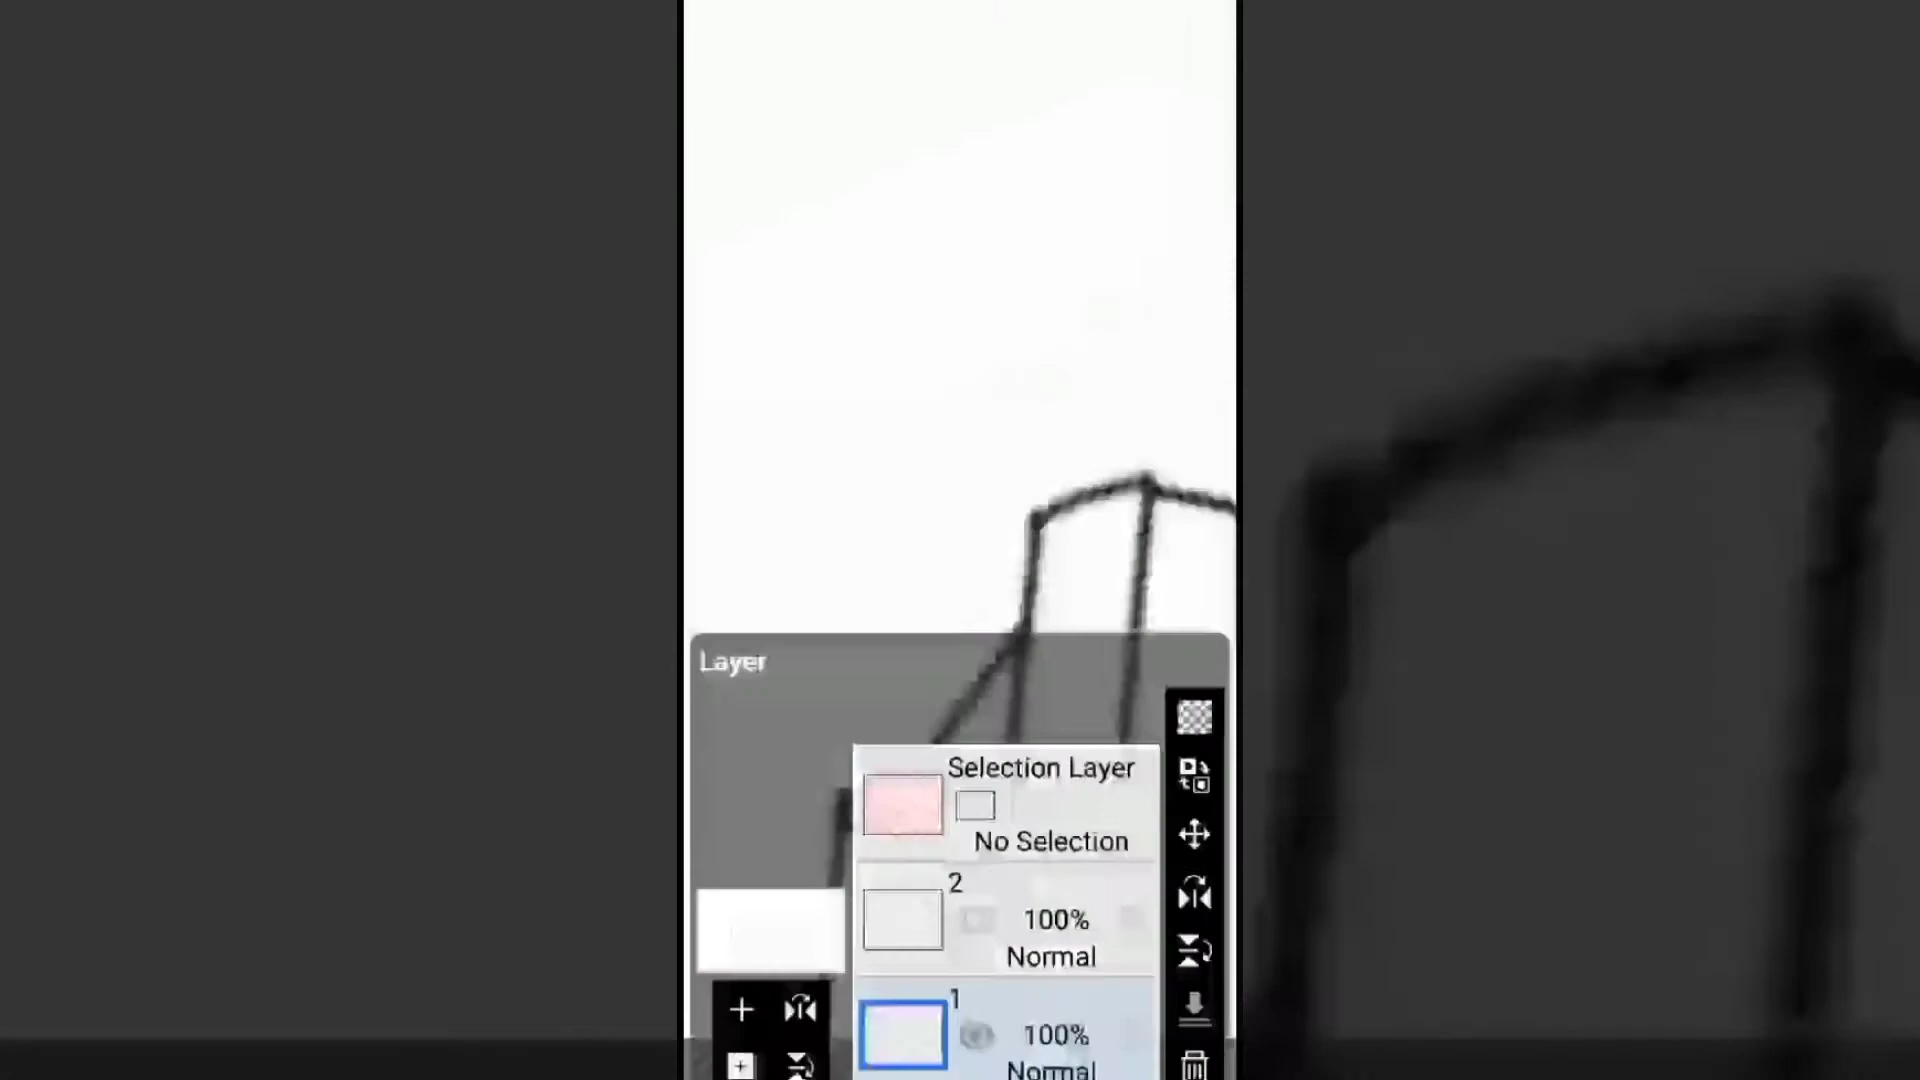 Layer
Selection Layer
No Selection
2
100%
Normal
1
100%
Normal